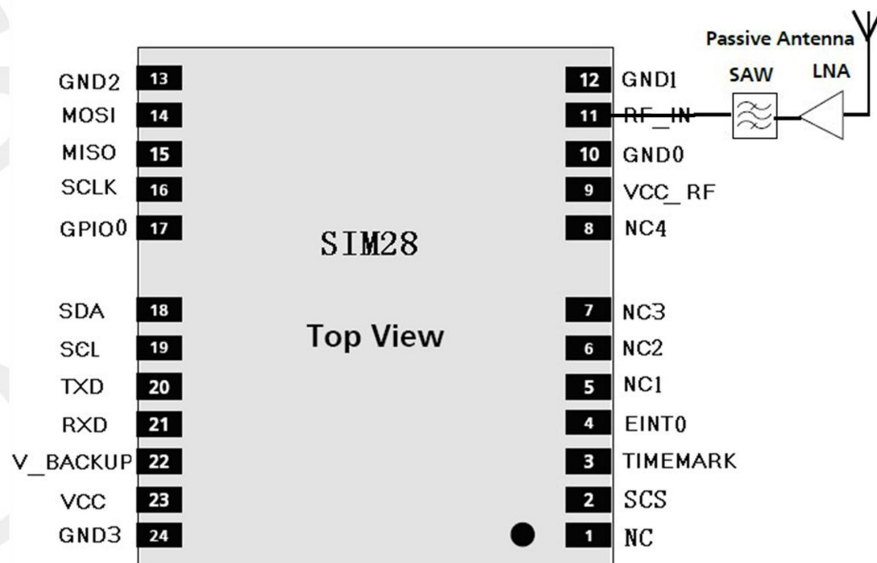 Passive Antenna
SAW
LNA
GND2 13
MOSI 14
MISO 15
SCLK 16
GPIO0 17
SDA 18
SCL 19
TXD 20
RXD 21
V_BACKUP 22
VCC 23
GND3 24
SIM28
Top View
12 GND1
11 RF_IN
10 GND0
9 VCC_RF
8 NC4
7 NC3
6 NC2
5 NC1
4 EINT0
3 TIMEMARK
2 SCS
1 NC